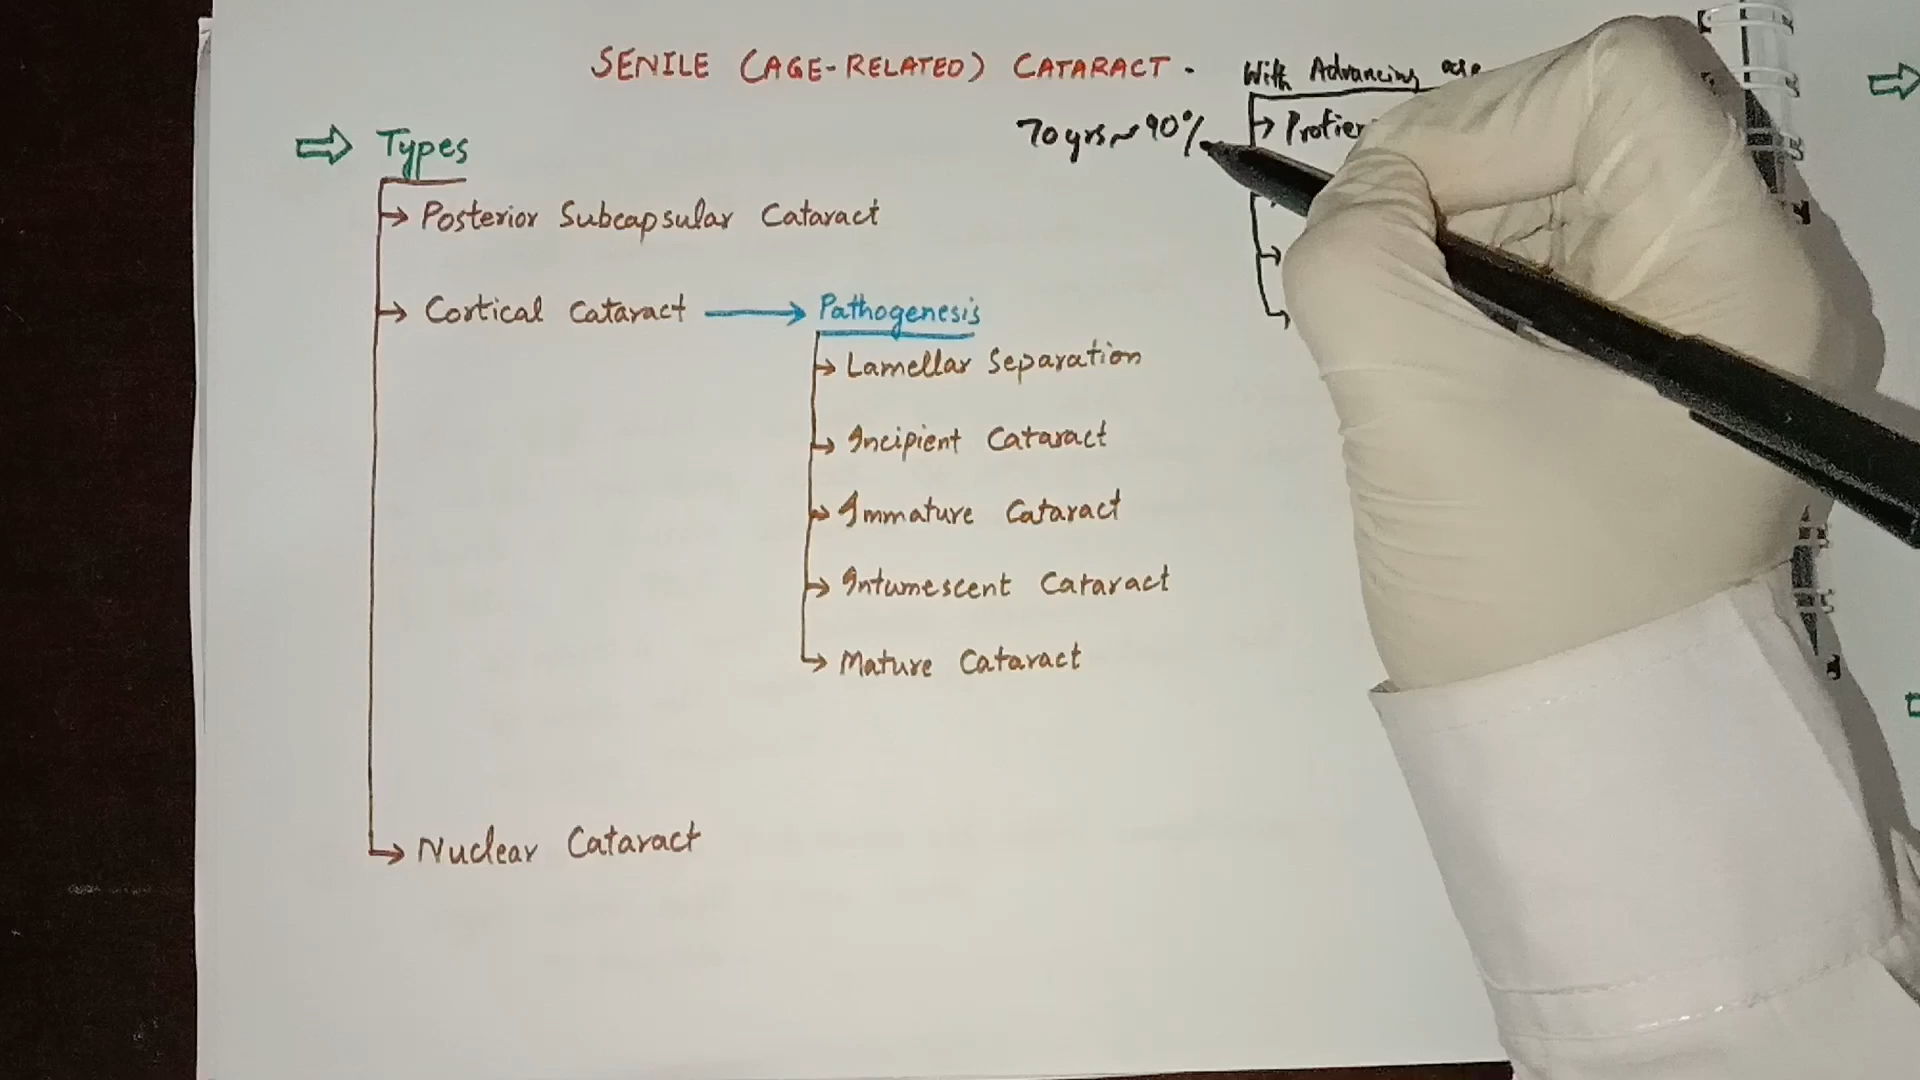 SENILE (AGE-RELATED) CATARACT.
With Advancing age
70 yrs ~ 90%
Types
Posterior Subcapsular Cataract
Cortical Cataract
Pathogenesis
Lamellar Separation
Incipient Cataract
Immature Cataract
Intumescent Cataract
Mature Cataract
Nuclear Cataract